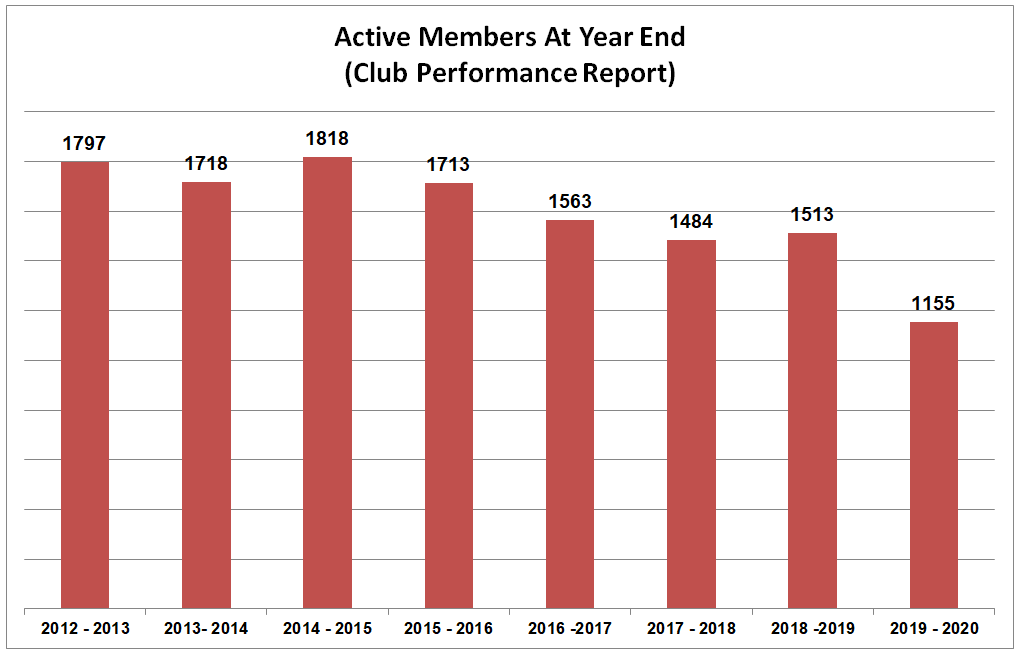 Active Members At Year End
(Club Performance Report)
1797
1718
1818
1713
1563
1484
1513
1155
2012 - 2013
2013- 2014
2014 - 2015
2015 - 2016
2016 -2017
2017 - 2018
2018 -2019
2019 - 2020